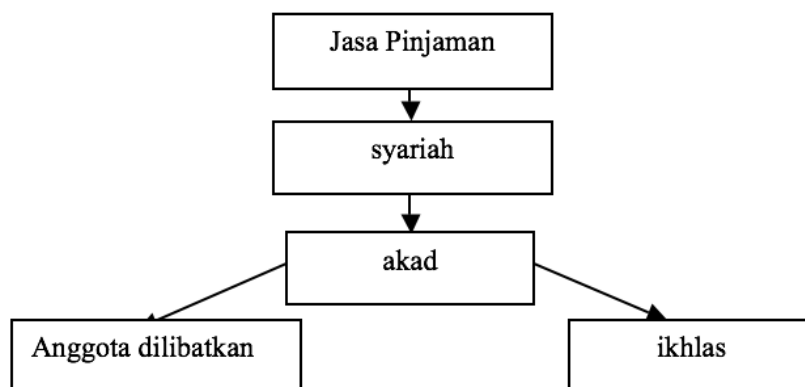 Jasa Pinjaman
syariah
akad
Anggota dilibatkan
ikhlas